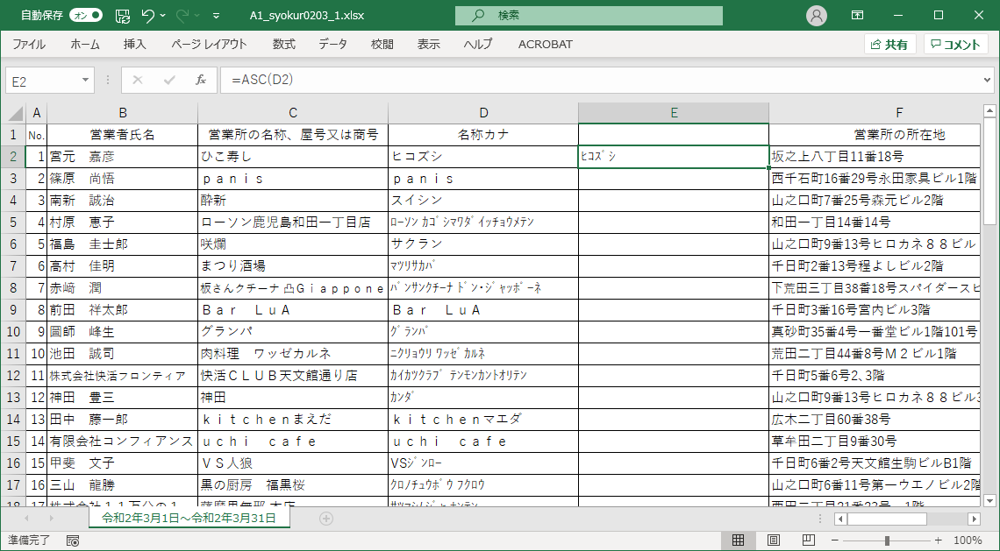 自動保存 オン A1_syokur0203_1.xlsx 検索
ファイル ホーム 挿入 ページ レイアウト 数式 データ 校閲 表示 ヘルプ ACROBAT 共有 コメント
E2 fx =ASC(D2)
A B C D E F
1 No. 営業者氏名 営業所の名称、屋号又は商号 名称カナ 営業所の所在地
2 1 宮元　嘉彦 ひこ寿し ヒコズシ ﾋｺｽﾞｼ 坂之上八丁目11番18号
3 2 篠原　尚悟 ｐａｎｉｓ ｐａｎｉｓ 西千石町16番29号永田家具ビル1階
4 3 南新　誠治 酔新 スイシン 山之口町7番25号森元ビル2階
5 4 村原　恵子 ローソン鹿児島和田一丁目店 ﾛｰｿﾝ ｶｺﾞｼﾏﾜﾀﾞｲｯﾁｮｳﾒﾃﾝ 和田一丁目14番14号
6 5 福島　圭士郎 咲爛 サクラン 山之口町9番13号ヒロカネ８８ビル
7 6 高村　佳明 まつり酒場 ﾏﾂﾘｻｶﾊﾞ 千日町2番13号程よしビル2階
8 7 赤﨑　潤 板さんクチーナ 凸Ｇｉａｐｐｏｎｅ ﾊﾞﾝｻﾝｸﾁｰﾅ ﾄﾞﾝ･ｼﾞｬｯﾎﾟｰﾈ 下荒田三丁目38番18号スパイダースビ
9 8 前田　祥太郎 Ｂａｒ　ＬｕＡ Ｂａｒ　ＬｕＡ 千日町3番16号宮内ビル3階
10 9 圖師　峰生 グランパ ｸﾞﾗﾝﾊﾟ 真砂町35番4号一番堂ビル1階101号
11 10 池田　誠司 肉料理　ワッゼカルネ ﾆｸﾘｮｳﾘ ﾜｯｾﾞｶﾙﾈ 荒田二丁目44番8号Ｍ２ビル1階
12 11 株式会社快活フロンティア 快活ＣＬＵＢ天文館通り店 ｶｲｶﾂｸﾗﾌﾞ ﾃﾝﾓﾝｶﾝﾄｵﾘﾃﾝ 千日町5番6号2､3階
13 12 神田　豊三 神田 ｶﾝﾀﾞ 山之口町9番13号ヒロカネ８８ビル3
14 13 田中　藤一郎 ｋｉｔｃｈｅｎまえだ ｋｉｔｃｈｅｎマエダ 広木二丁目60番38号
15 14 有限会社コンフィアンス ｕｃｈｉ　ｃａｆｅ ｕｃｈｉ　ｃａｆｅ 草牟田二丁目9番30号
16 15 甲斐　文子 ＶＳ人狼 VSｼﾞﾝﾛｰ 千日町6番2号天文館生駒ビルB1階
17 16 三山　龍勝 黒の厨房　福黒桜 ｸﾛﾉﾁｭｳﾎﾞｳ ﾌｸﾛｳ 山之口町6番11号第一ウエノビル2階
18 17
令和2年3月1日～令和2年3月31日
準備完了 100%